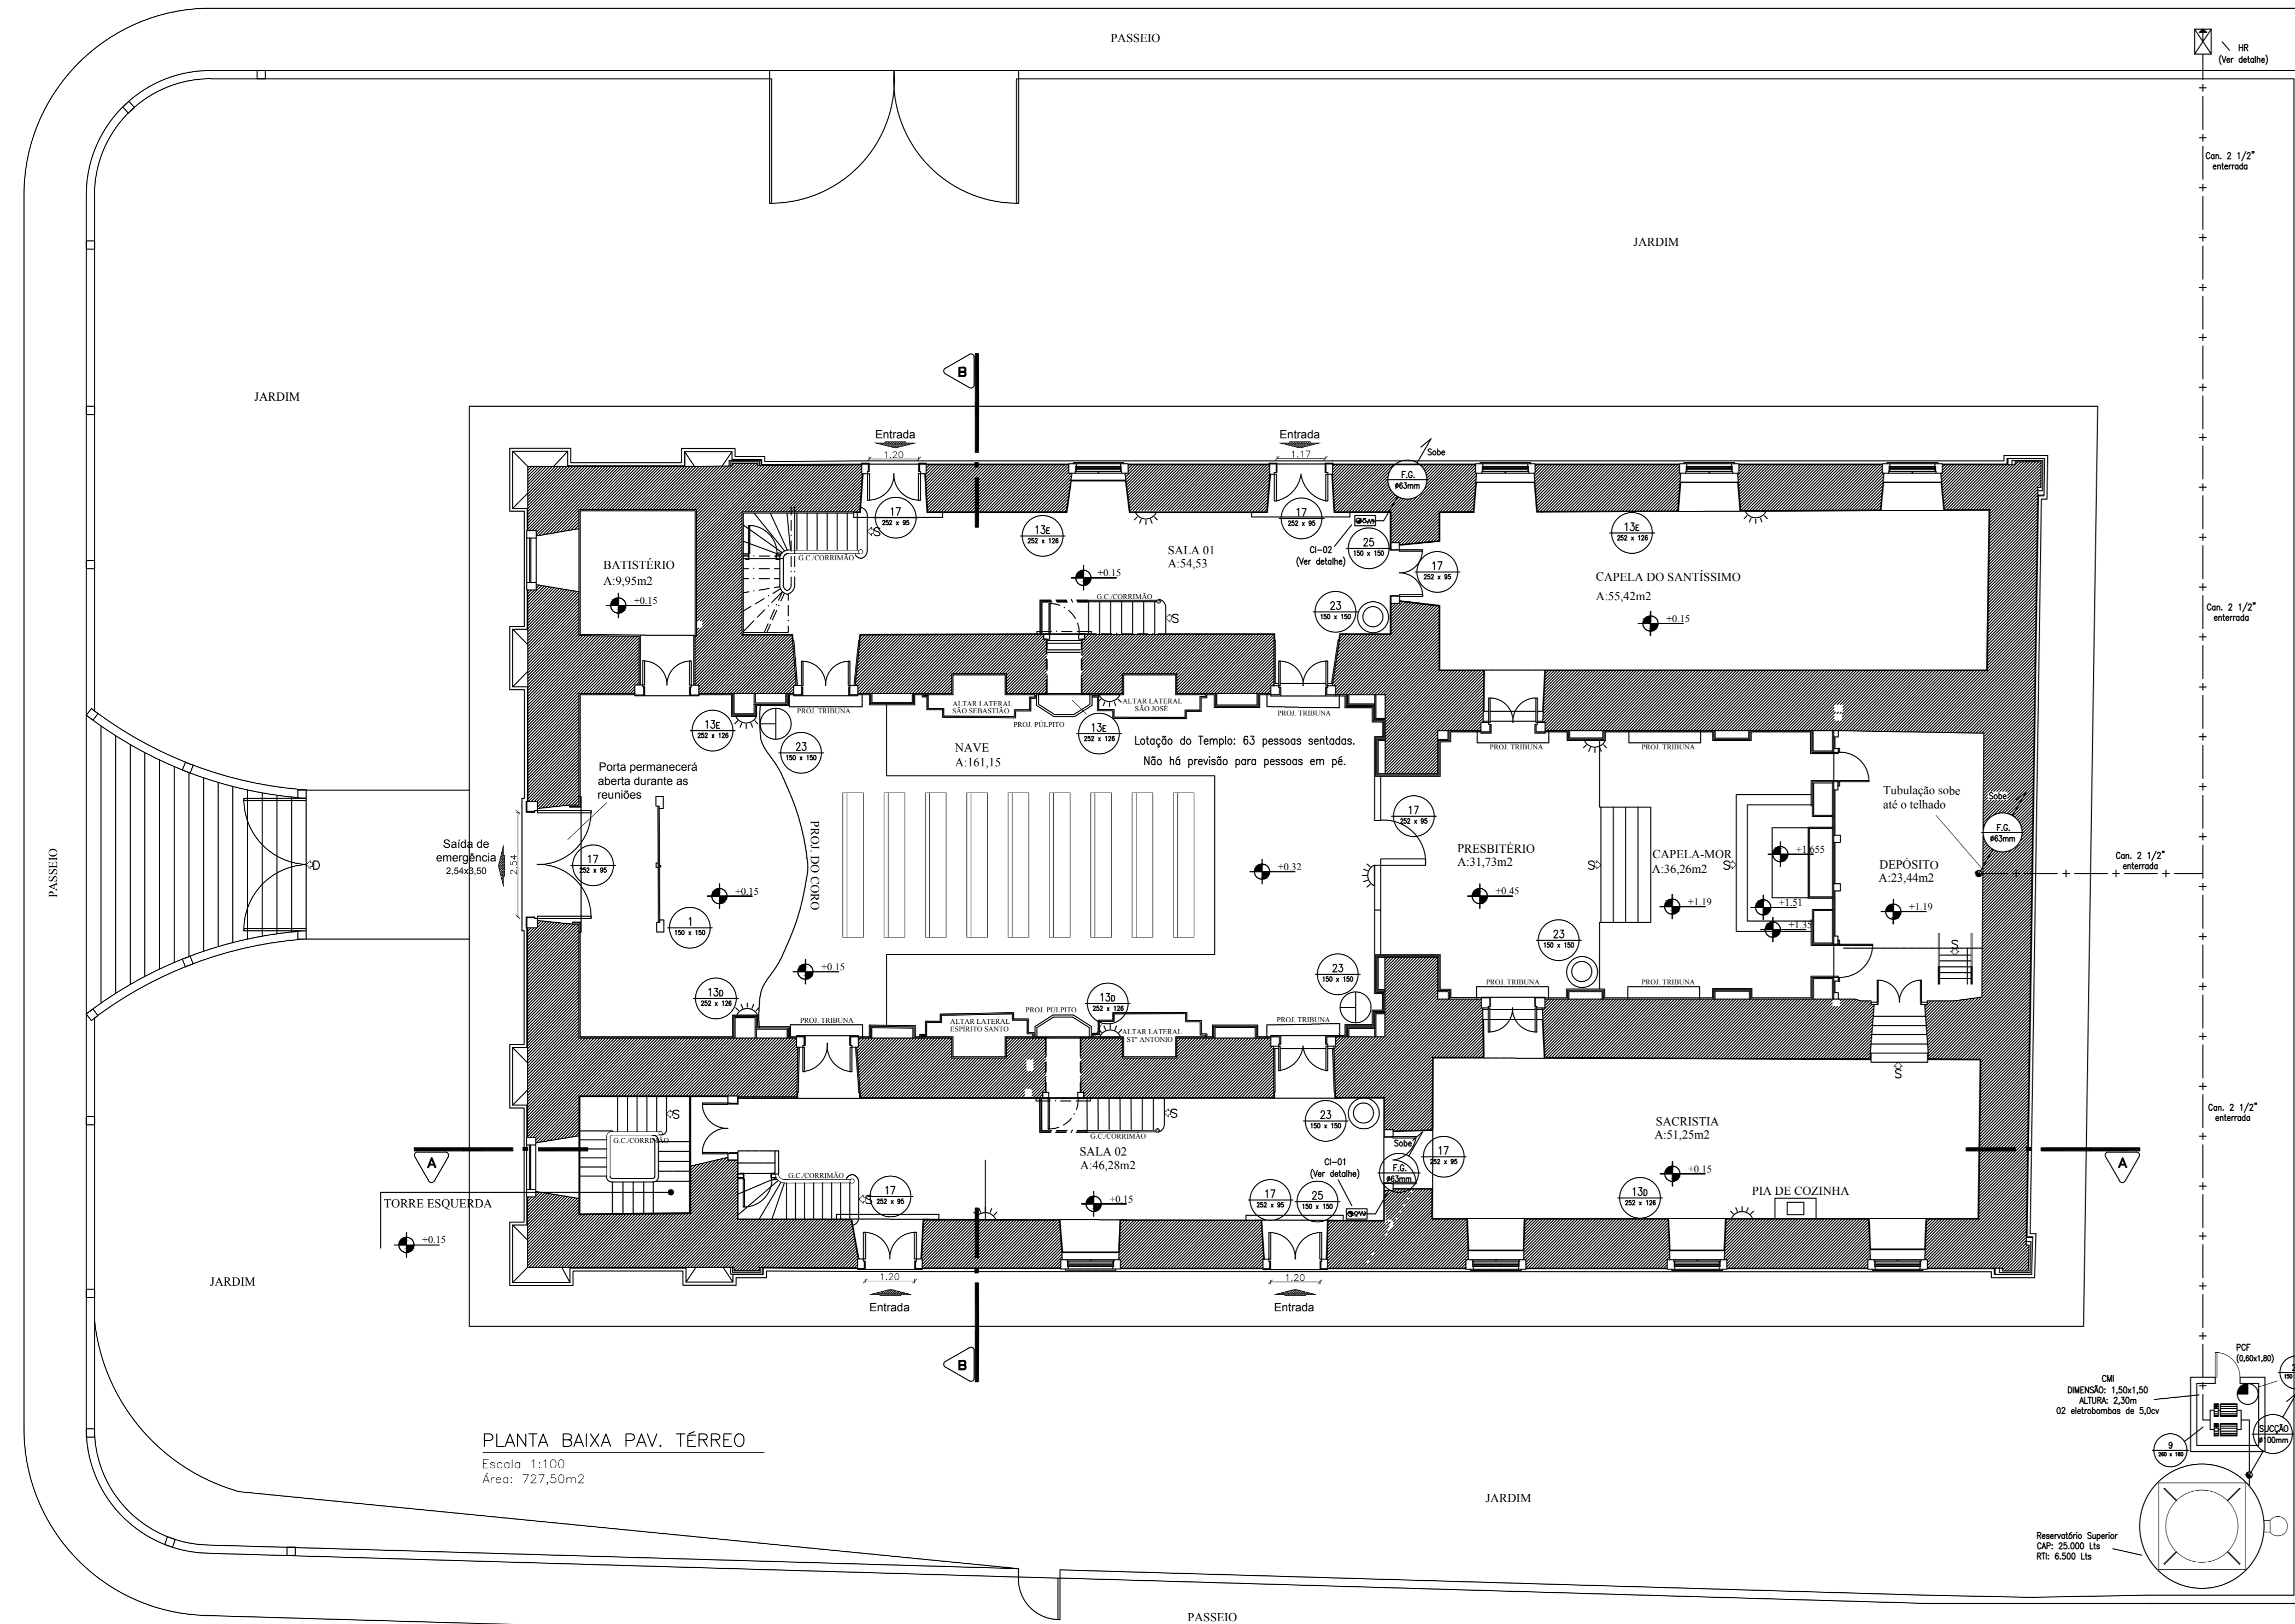 PASSEIO
HR
(Ver detalhe)
Can. 2 1/2"
enterrada
JARDIM
JARDIM
B
Entrada
1.20
Entrada
1.17
Sobe
F.G.
ø63mm
17
252 x 95
17
252 x 95
13E
252 x 126
S
G.C./CORRIMÃO
SALA 01
A:54,53
+0.15
CI-02
(Ver detalhe)
25
150 x 150
17
252 x 95
13E
252 x 126
CAPELA DO SANTÍSSIMO
A:55,42m2
+0.15
BATISTÉRIO
A:9,95m2
+0.15
G.C./CORRIMÃO
S
23
150 x 150
Can. 2 1/2"
enterrada
PROJ. TRIBUNA
ALTAR LATERAL
SÃO SEBASTIÃO
PROJ. PÚLPITO
ALTAR LATERAL
SÃO JOSÉ
PROJ. TRIBUNA
13E
252 x 126
23
150 x 150
13E
252 x 126
NAVE
A:161,15
Lotação do Templo: 63 pessoas sentadas.
Não há previsão para pessoas em pé.
PROJ. TRIBUNA
PROJ. TRIBUNA
Porta permanecerá
aberta durante as
reuniões
Tubulação sobe
até o telhado
Sobe
F.G.
ø63mm
17
252 x 95
PASSEIO
D
Saída de
emergência
2,54x3,50
2.54
17
252 x 95
PROJ. DO CORO
+0.15
+0.32
PRESBITÉRIO
A:31,73m2
+0.45
S
CAPELA-MOR
A:36,26m2
+1.19
S
+1.655
+1.51
+1.35
DEPÓSITO
A:23,44m2
+1.19
Can. 2 1/2"
enterrada
1
150 x 150
+0.15
23
150 x 150
23
150 x 150
S
13D
252 x 126
13D
252 x 126
PROJ. TRIBUNA
ALTAR LATERAL
ESPÍRITO SANTO
PROJ. PÚLPITO
ALTAR LATERAL
STº ANTONIO
PROJ. TRIBUNA
PROJ. TRIBUNA
PROJ. TRIBUNA
S
S
G.C./CORRIMÃO
G.C./CORRIMÃO
S
23
150 x 150
SACRISTIA
A:51,25m2
+0.15
Can. 2 1/2"
enterrada
A
SALA 02
A:46,28m2
+0.15
Sobe
F.G.
ø63mm
17
252 x 95
CI-01
(Ver detalhe)
A
G.C./CORRIMÃO
S
17
252 x 95
17
252 x 95
25
150 x 150
13D
252 x 126
PIA DE COZINHA
TORRE ESQUERDA
+0.15
JARDIM
1.20
Entrada
1.20
Entrada
B
PCF
(0,60x1,80)
CMI
DIMENSÃO: 1,50x1,50
ALTURA: 2,30m
02 eletrobombas de 5,0cv
SUCÇÃO
ø100mm
9
260 x 180
PLANTA BAIXA PAV. TÉRREO
Escala 1:100
Área: 727,50m2
JARDIM
Reservatório Superior
CAP: 25.000 Lts
RTI: 6.500 Lts
PASSEIO